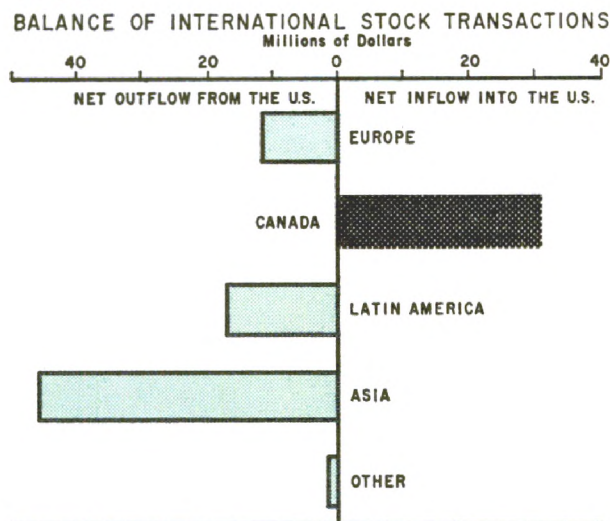 BALANCE OF INTERNATIONAL STOCK TRANSACTIONS
Millions of Dollars
40 20 0 20 40
NET OUTFLOW FROM THE U.S. NET INFLOW INTO THE U.S.
EUROPE
CANADA
LATIN AMERICA
ASIA
OTHER